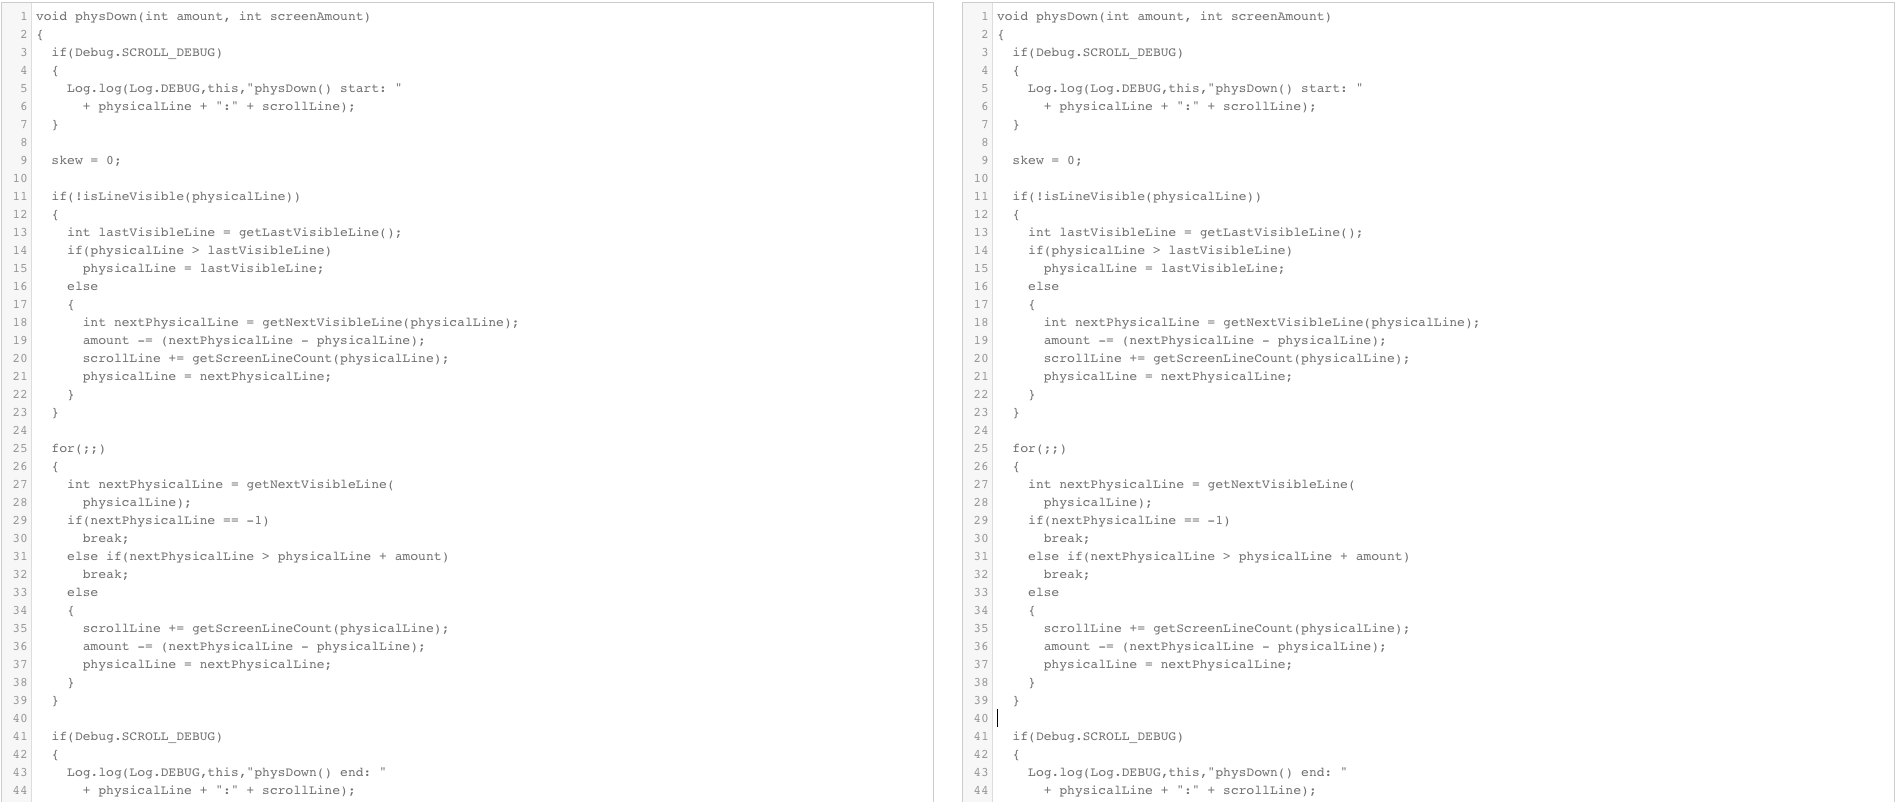 1 void physDown(int amount, int screenAmount)
2 {
3 if(Debug.SCROLL_DEBUG)
4 {
5 Log.log(Log.DEBUG,this,"physDown() start: "
6 + physicalLine + ":" + scrollLine);
7 }
8
9 skew = 0;
10
11 if(!isLineVisible(physicalLine))
12 {
13 int lastVisibleLine = getLastVisibleLine();
14 if(physicalLine > lastVisibleLine)
15 physicalLine = lastVisibleLine;
16 else
17 {
18 int nextPhysicalLine = getNextVisibleLine(physicalLine);
19 amount -= (nextPhysicalLine - physicalLine);
20 scrollLine += getScreenLineCount(physicalLine);
21 physicalLine = nextPhysicalLine;
22 }
23 }
24
25 for(;;)
26 {
27 int nextPhysicalLine = getNextVisibleLine(
28 physicalLine);
29 if(nextPhysicalLine == -1)
30 break;
31 else if(nextPhysicalLine > physicalLine + amount)
32 break;
33 else
34 {
35 scrollLine += getScreenLineCount(physicalLine);
36 amount -= (nextPhysicalLine - physicalLine);
37 physicalLine = nextPhysicalLine;
38 }
39 }
40
41 if(Debug.SCROLL_DEBUG)
42 {
43 Log.log(Log.DEBUG,this,"physDown() end: "
44 + physicalLine + ":" + scrollLine);
1 void physDown(int amount, int screenAmount)
2 {
3 if(Debug.SCROLL_DEBUG)
4 {
5 Log.log(Log.DEBUG,this,"physDown() start: "
6 + physicalLine + ":" + scrollLine);
7 }
8
9 skew = 0;
10
11 if(!isLineVisible(physicalLine))
12 {
13 int lastVisibleLine = getLastVisibleLine();
14 if(physicalLine > lastVisibleLine)
15 physicalLine = lastVisibleLine;
16 else
17 {
18 int nextPhysicalLine = getNextVisibleLine(physicalLine);
19 amount -= (nextPhysicalLine - physicalLine);
20 scrollLine += getScreenLineCount(physicalLine);
21 physicalLine = nextPhysicalLine;
22 }
23 }
24
25 for(;;)
26 {
27 int nextPhysicalLine = getNextVisibleLine(
28 physicalLine);
29 if(nextPhysicalLine == -1)
30 break;
31 else if(nextPhysicalLine > physicalLine + amount)
32 break;
33 else
34 {
35 scrollLine += getScreenLineCount(physicalLine);
36 amount -= (nextPhysicalLine - physicalLine);
37 physicalLine = nextPhysicalLine;
38 }
39 }
40
41 if(Debug.SCROLL_DEBUG)
42 {
43 Log.log(Log.DEBUG,this,"physDown() end: "
44 + physicalLine + ":" + scrollLine);